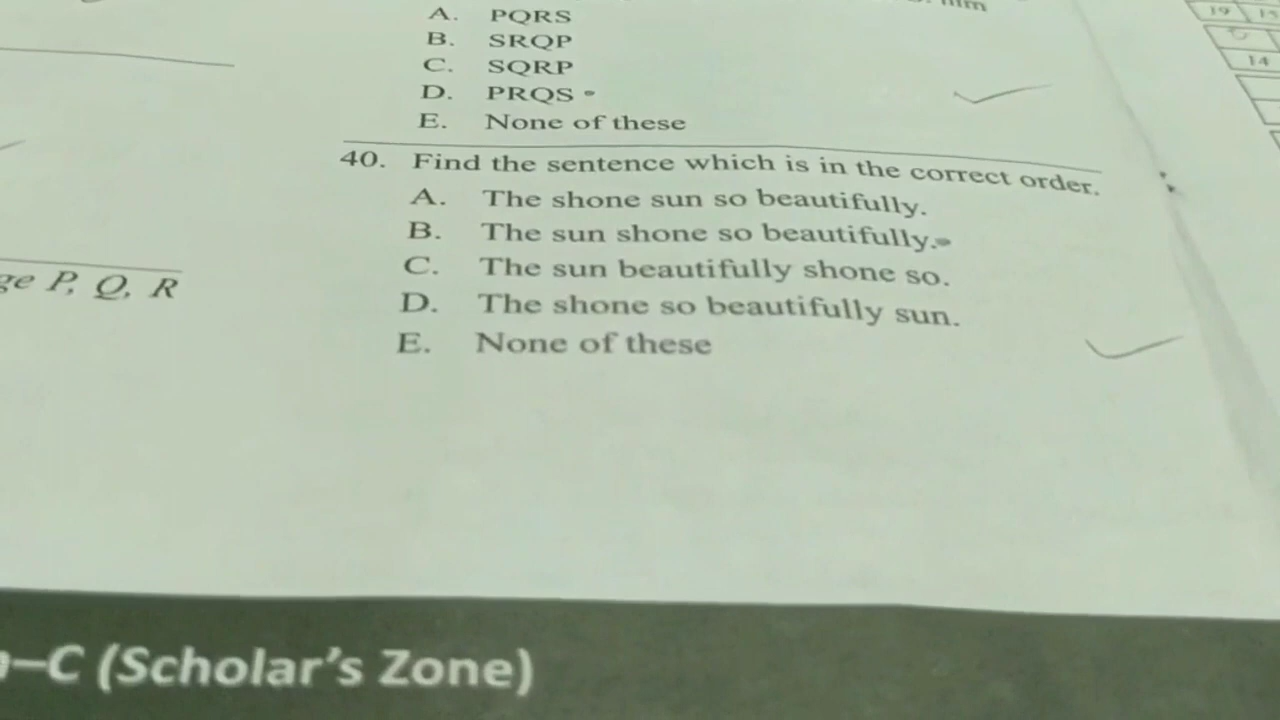 A. PQRS
B. SRQP
C. SQRP
D. PRQS
E. None of these
40. Find the sentence which is in the correct order.
A. The shone sun so beautifully.
B. The sun shone so beautifully.
C. The sun beautifully shone so.
D. The shone so beautifully sun.
E. None of these
P, Q, R
19
14
–C (Scholar's Zone)